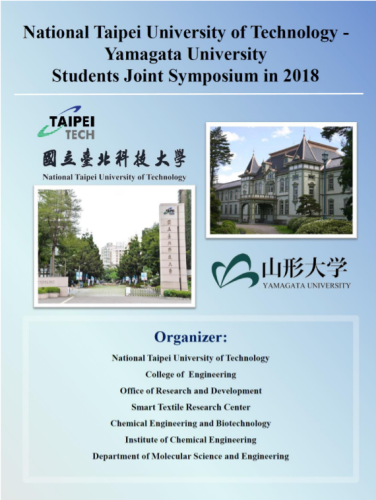 National Taipei University of Technology -
Yamagata University
Students Joint Symposium in 2018
TAIPEI
TECH
國立臺北科技大學
National Taipei University of Technology
山形大学
YAMAGATA UNIVERSITY
Organizer:
National Taipei University of Technology
College of Engineering
Office of Research and Development
Smart Textile Research Center
Chemical Engineering and Biotechnology
Institute of Chemical Engineering
Department of Molecular Science and Engineering